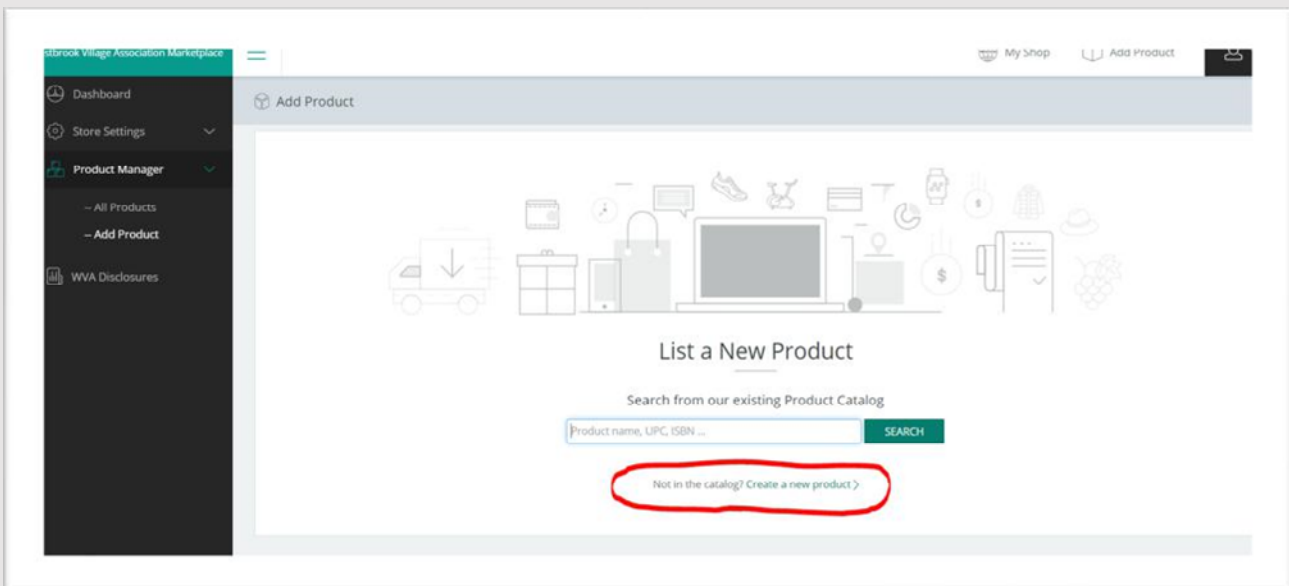 stbrook Village Association Marketplace
My Shop
Add Product
Dashboard
Add Product
Store Settings
Product Manager
– All Products
– Add Product
WVA Disclosures
List a New Product
Search from our existing Product Catalog
Product name, UPC, ISBN ...
SEARCH
Not in the catalog? Create a new product >